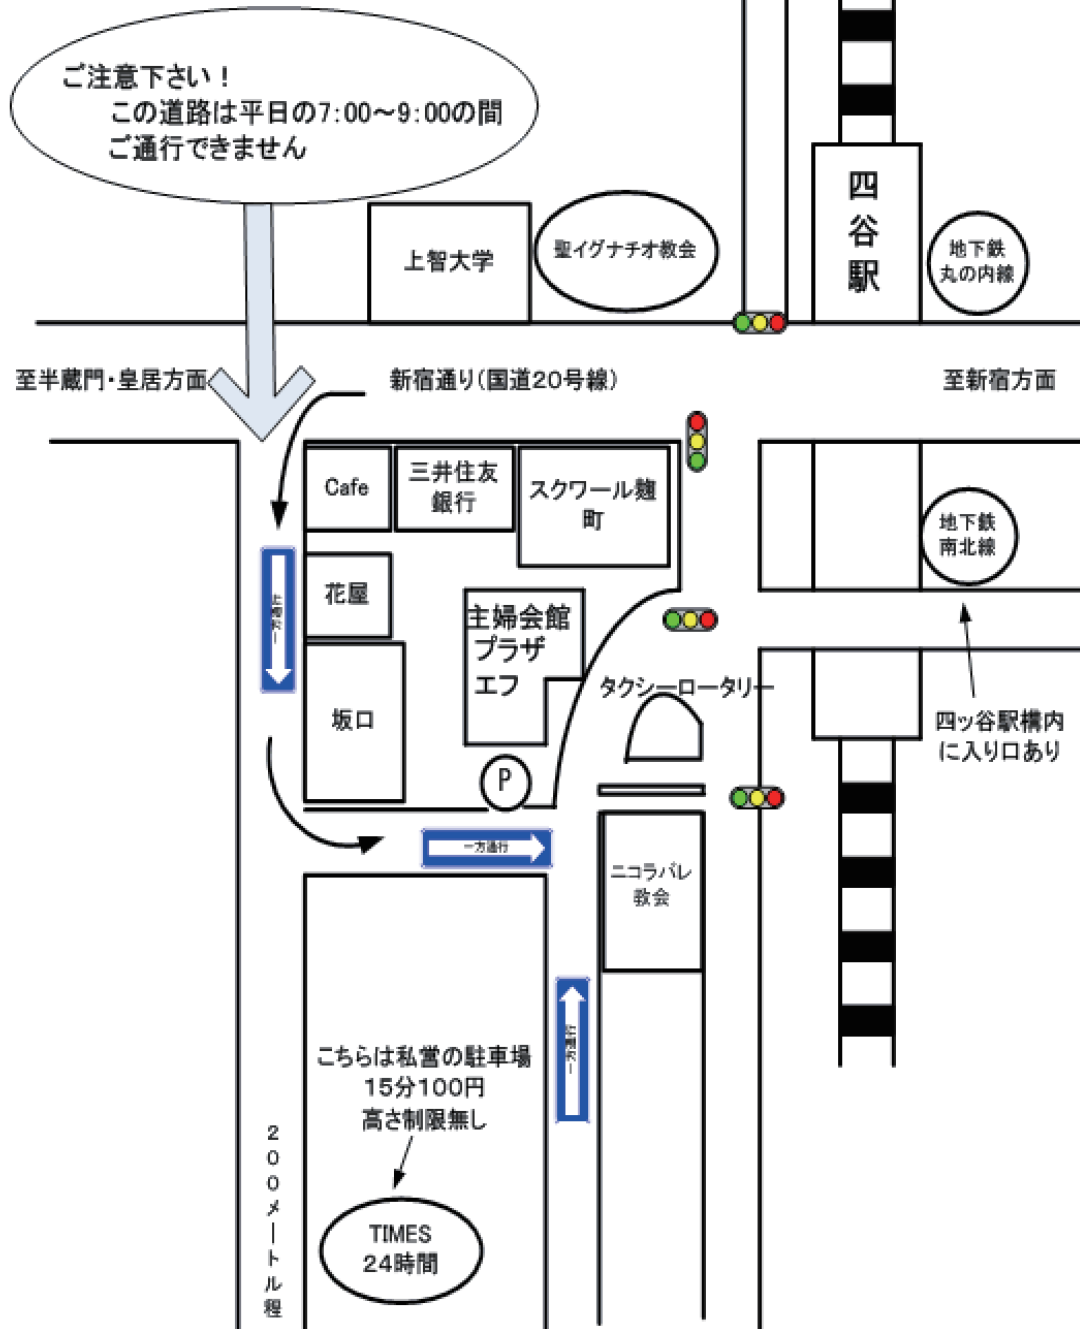 ご注意下さい！
この道路は平日の7:00～9:00の間
ご通行できません
四谷駅
上智大学
聖イグナチオ教会
地下鉄
丸の内線
至半蔵門・皇居方面
新宿通り(国道20号線)
至新宿方面
Cafe
三井住友
銀行
スクワール麹
町
地下鉄
南北線
花屋
主婦会館
プラザ
エフ
タクシーロータリー
坂口
四ッ谷駅構内
に入り口あり
P
一方通行
ニコラバレ
教会
一方通行
こちらは私営の駐車場
15分100円
高さ制限無し
200メートル程
TIMES
24時間